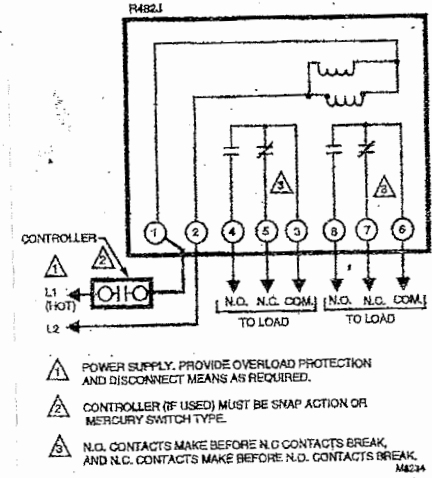 R482J
1 2 4 5 3 8 7 6
3 3
CONTROLLER
1 2
L1
(HOT)
L2
N.O. N.C. COM. N.O. N.C. COM.
TO LOAD TO LOAD
1 POWER SUPPLY. PROVIDE OVERLOAD PROTECTION
AND DISCONNECT MEANS AS REQUIRED.
2 CONTROLLER (IF USED) MUST BE SNAP ACTION OR
MERCURY SWITCH TYPE.
3 N.O. CONTACTS MAKE BEFORE N.C CONTACTS BREAK,
AND N.C. CONTACTS MAKE BEFORE N.O. CONTACTS BREAK.